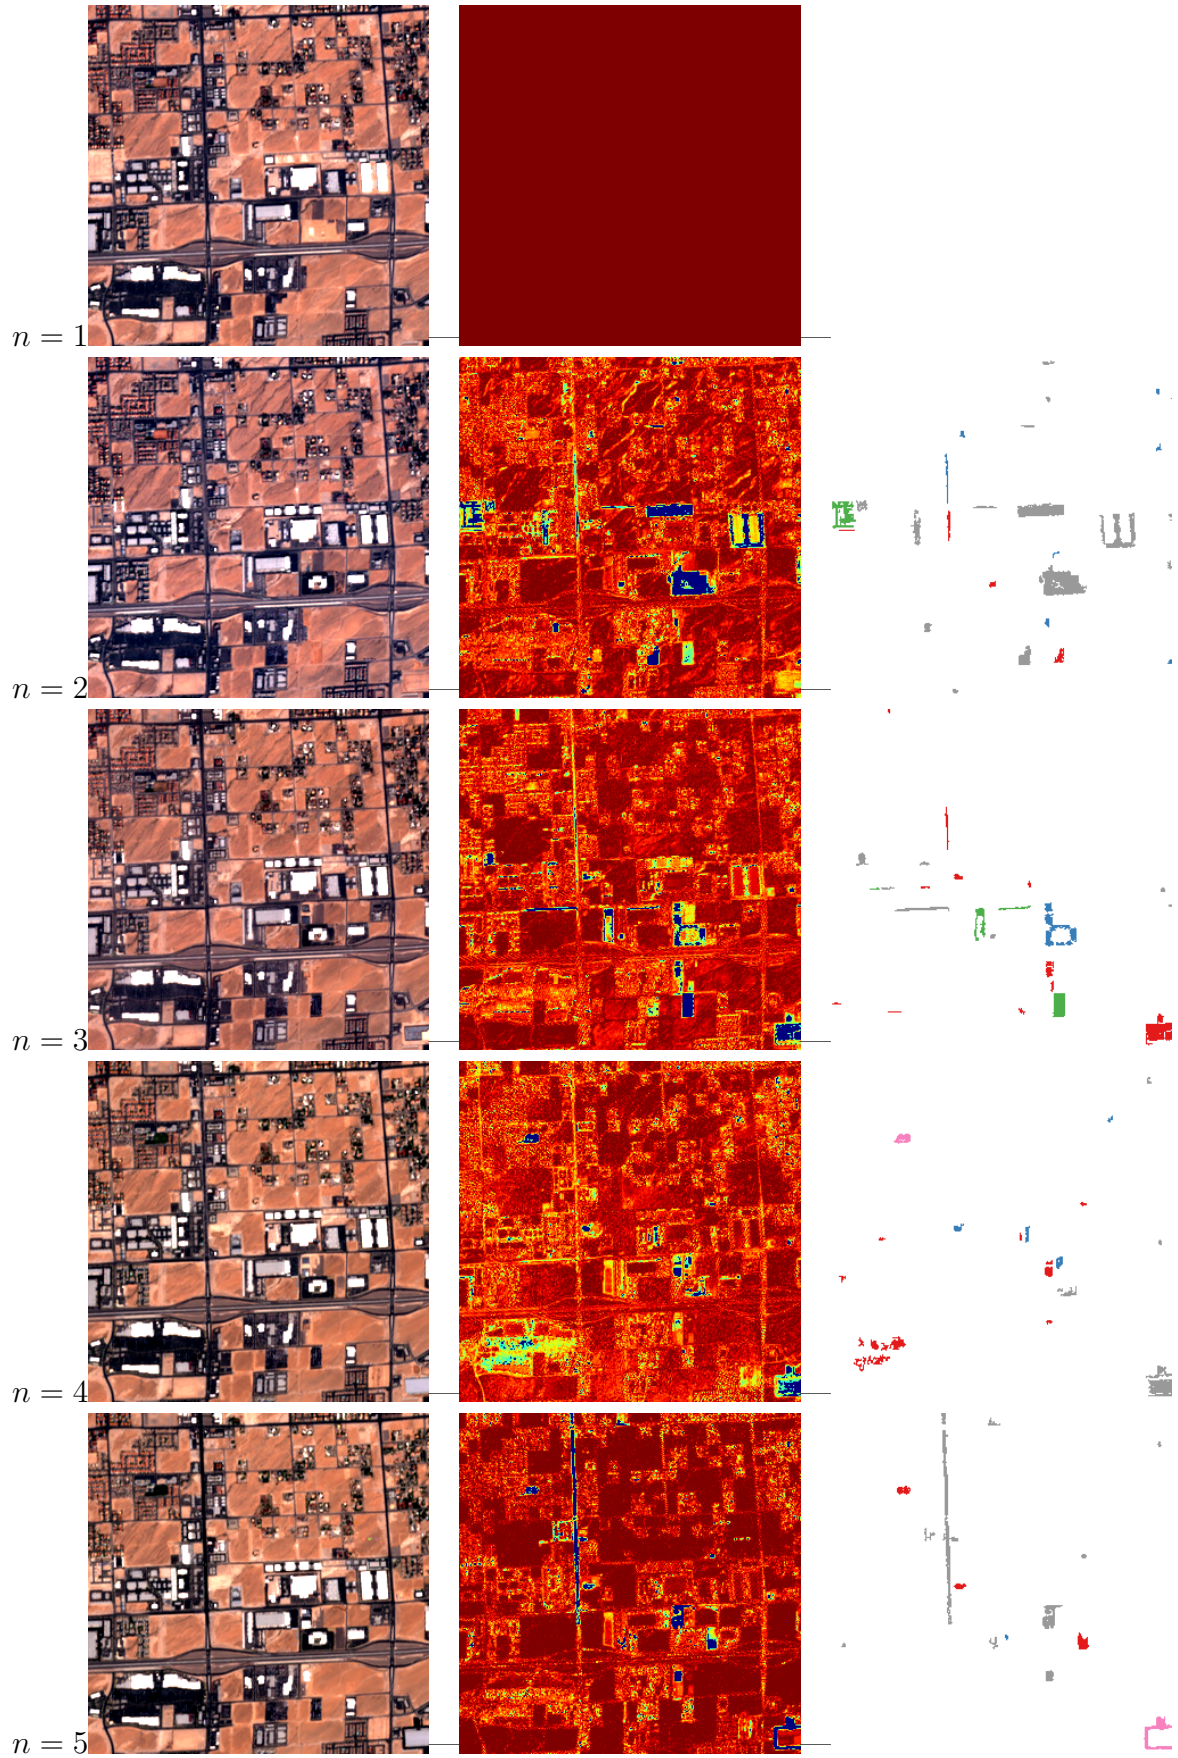 n = 1
n = 2
n = 3
n = 4
n = 5